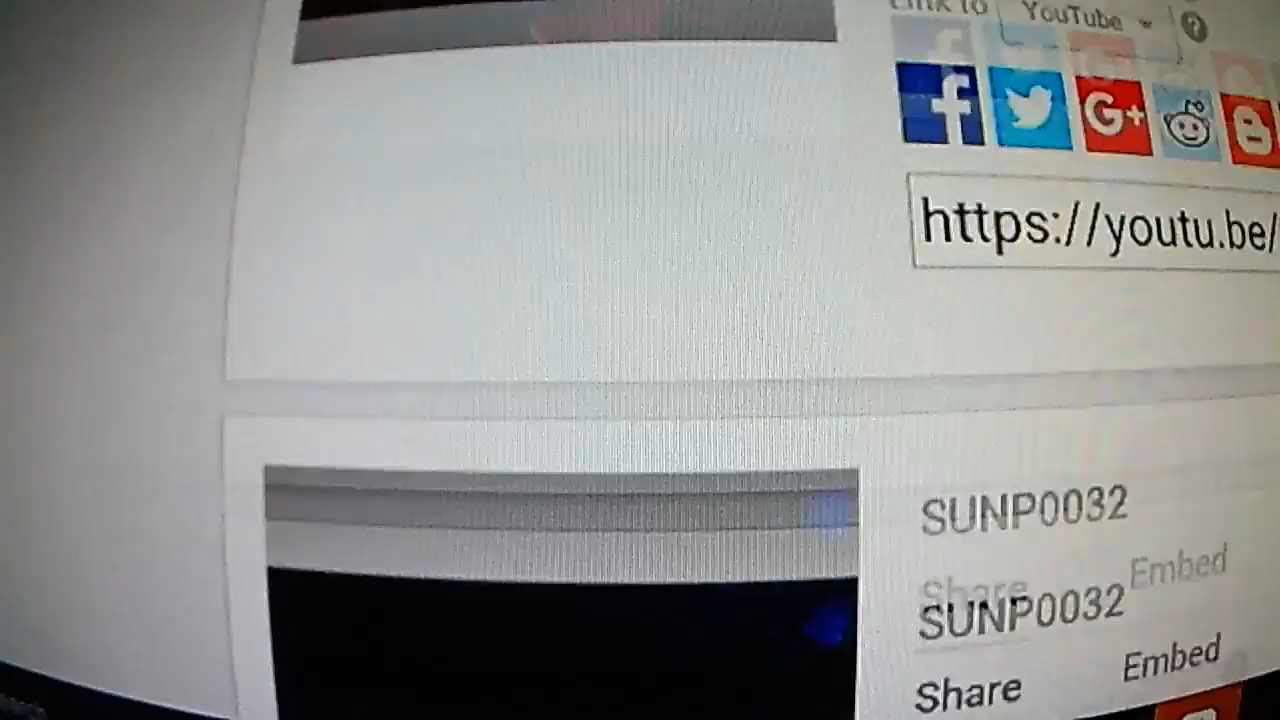 Link to YouTube ?
f G+ B
https://youtu.be/
SUNP0032
Share Embed
SUNP0032
Share Embed